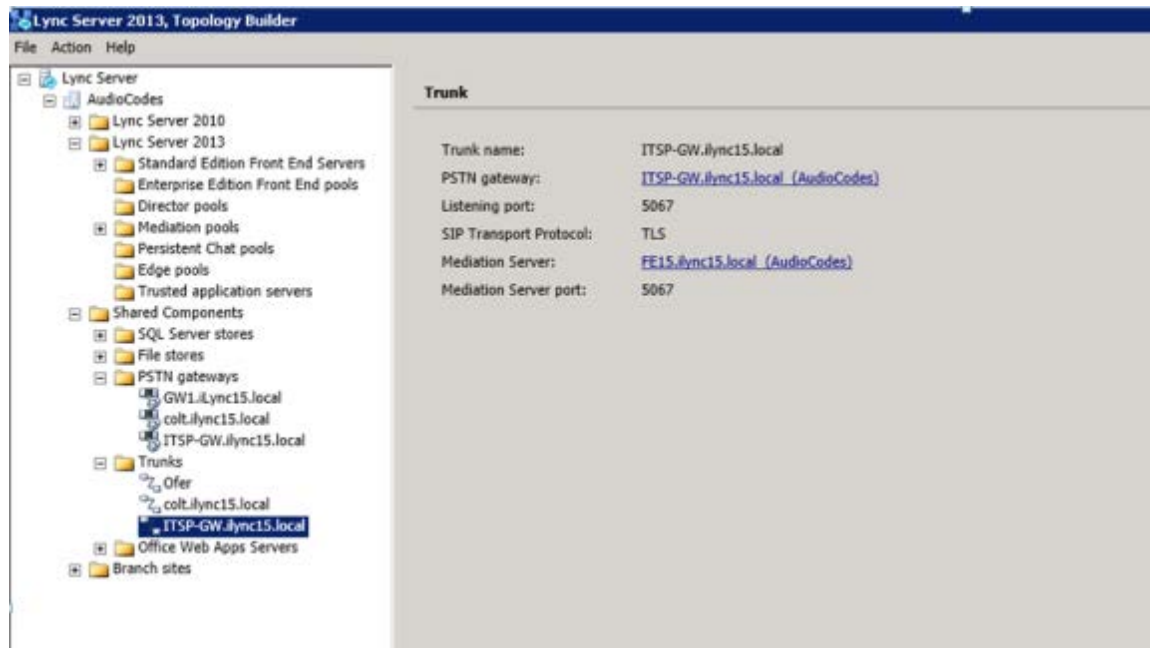 Lync Server 2013, Topology Builder
File Action Help
Lync Server
AudioCodes
Lync Server 2010
Lync Server 2013
Standard Edition Front End Servers
Enterprise Edition Front End pools
Director pools
Mediation pools
Persistent Chat pools
Edge pools
Trusted application servers
Shared Components
SQL Server stores
File stores
PSTN gateways
GW1.iLync15.local
colt.ilync15.local
ITSP-GW.ilync15.local
Trunks
Ofer
colt.ilync15.local
ITSP-GW.ilync15.local
Office Web Apps Servers
Branch sites
Trunk
Trunk name: ITSP-GW.ilync15.local
PSTN gateway: ITSP-GW.ilync15.local (AudioCodes)
Listening port: 5067
SIP Transport Protocol: TLS
Mediation Server: FE15.ilync15.local (AudioCodes)
Mediation Server port: 5067